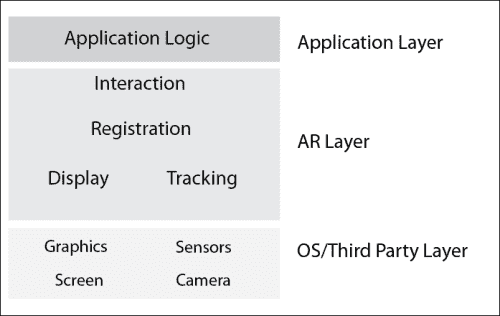 Application Logic
Application Layer
Interaction
Registration
AR Layer
Display Tracking
Graphics Sensors
OS/Third Party Layer
Screen Camera